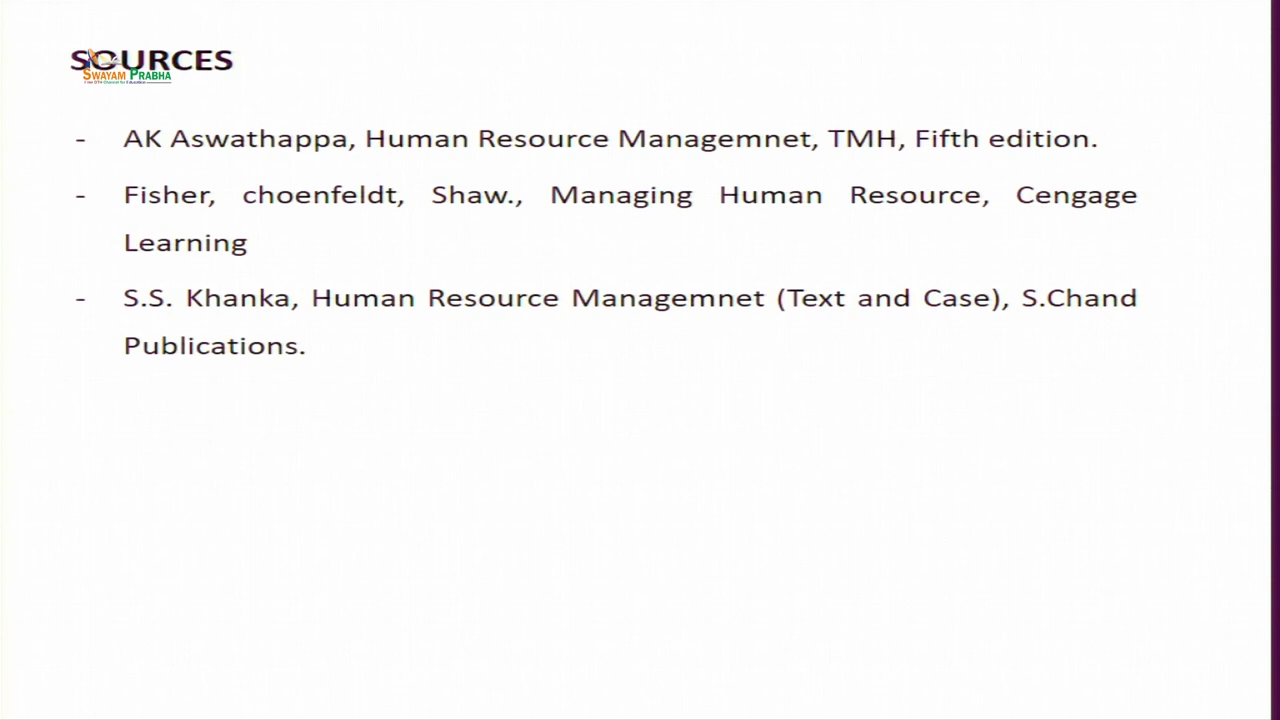 SOURCES
SWAYAM PRABHA
- AK Aswathappa, Human Resource Managemnet, TMH, Fifth edition.
- Fisher, choenfeldt, Shaw., Managing Human Resource, Cengage
Learning
- S.S. Khanka, Human Resource Managemnet (Text and Case), S.Chand
Publications.